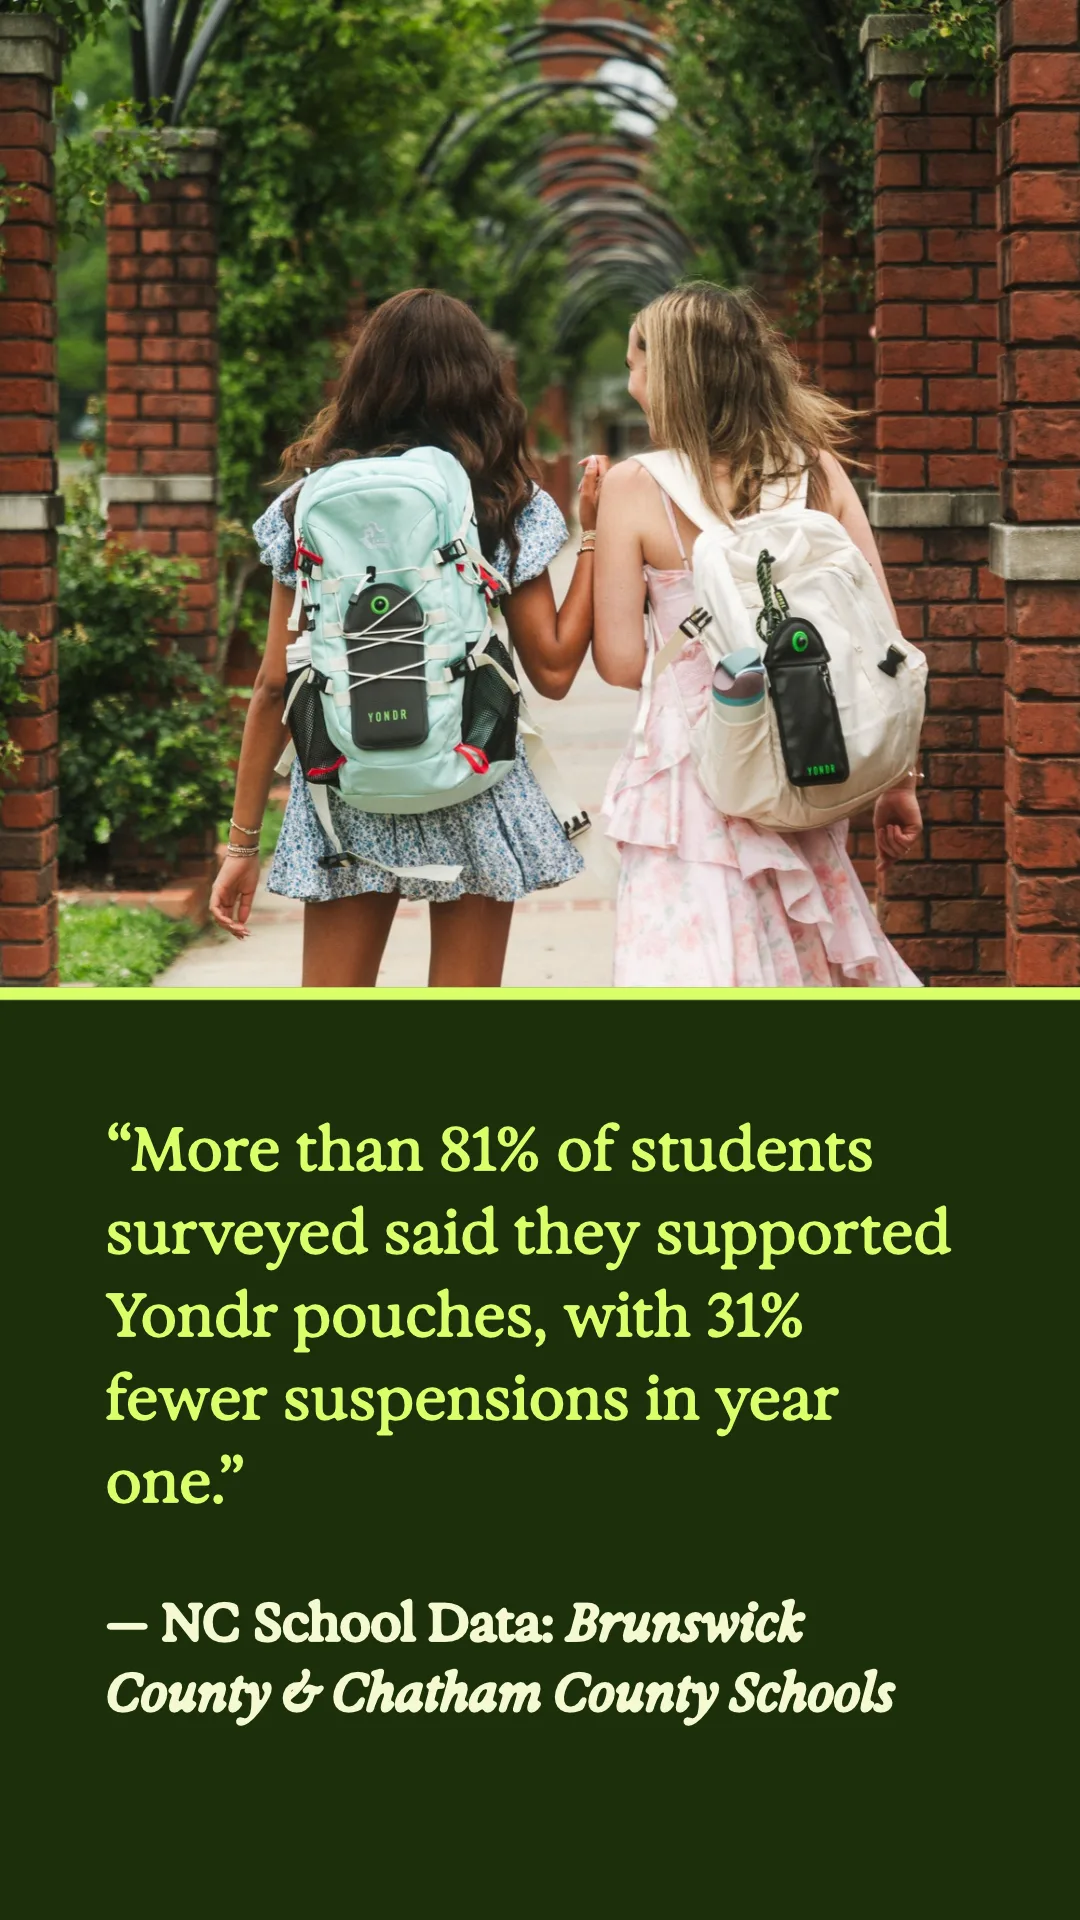 YONDR
YONDR
“More than 81% of students
surveyed said they supported
Yondr pouches, with 31%
fewer suspensions in year
one.”
— NC School Data: Brunswick
County & Chatham County Schools